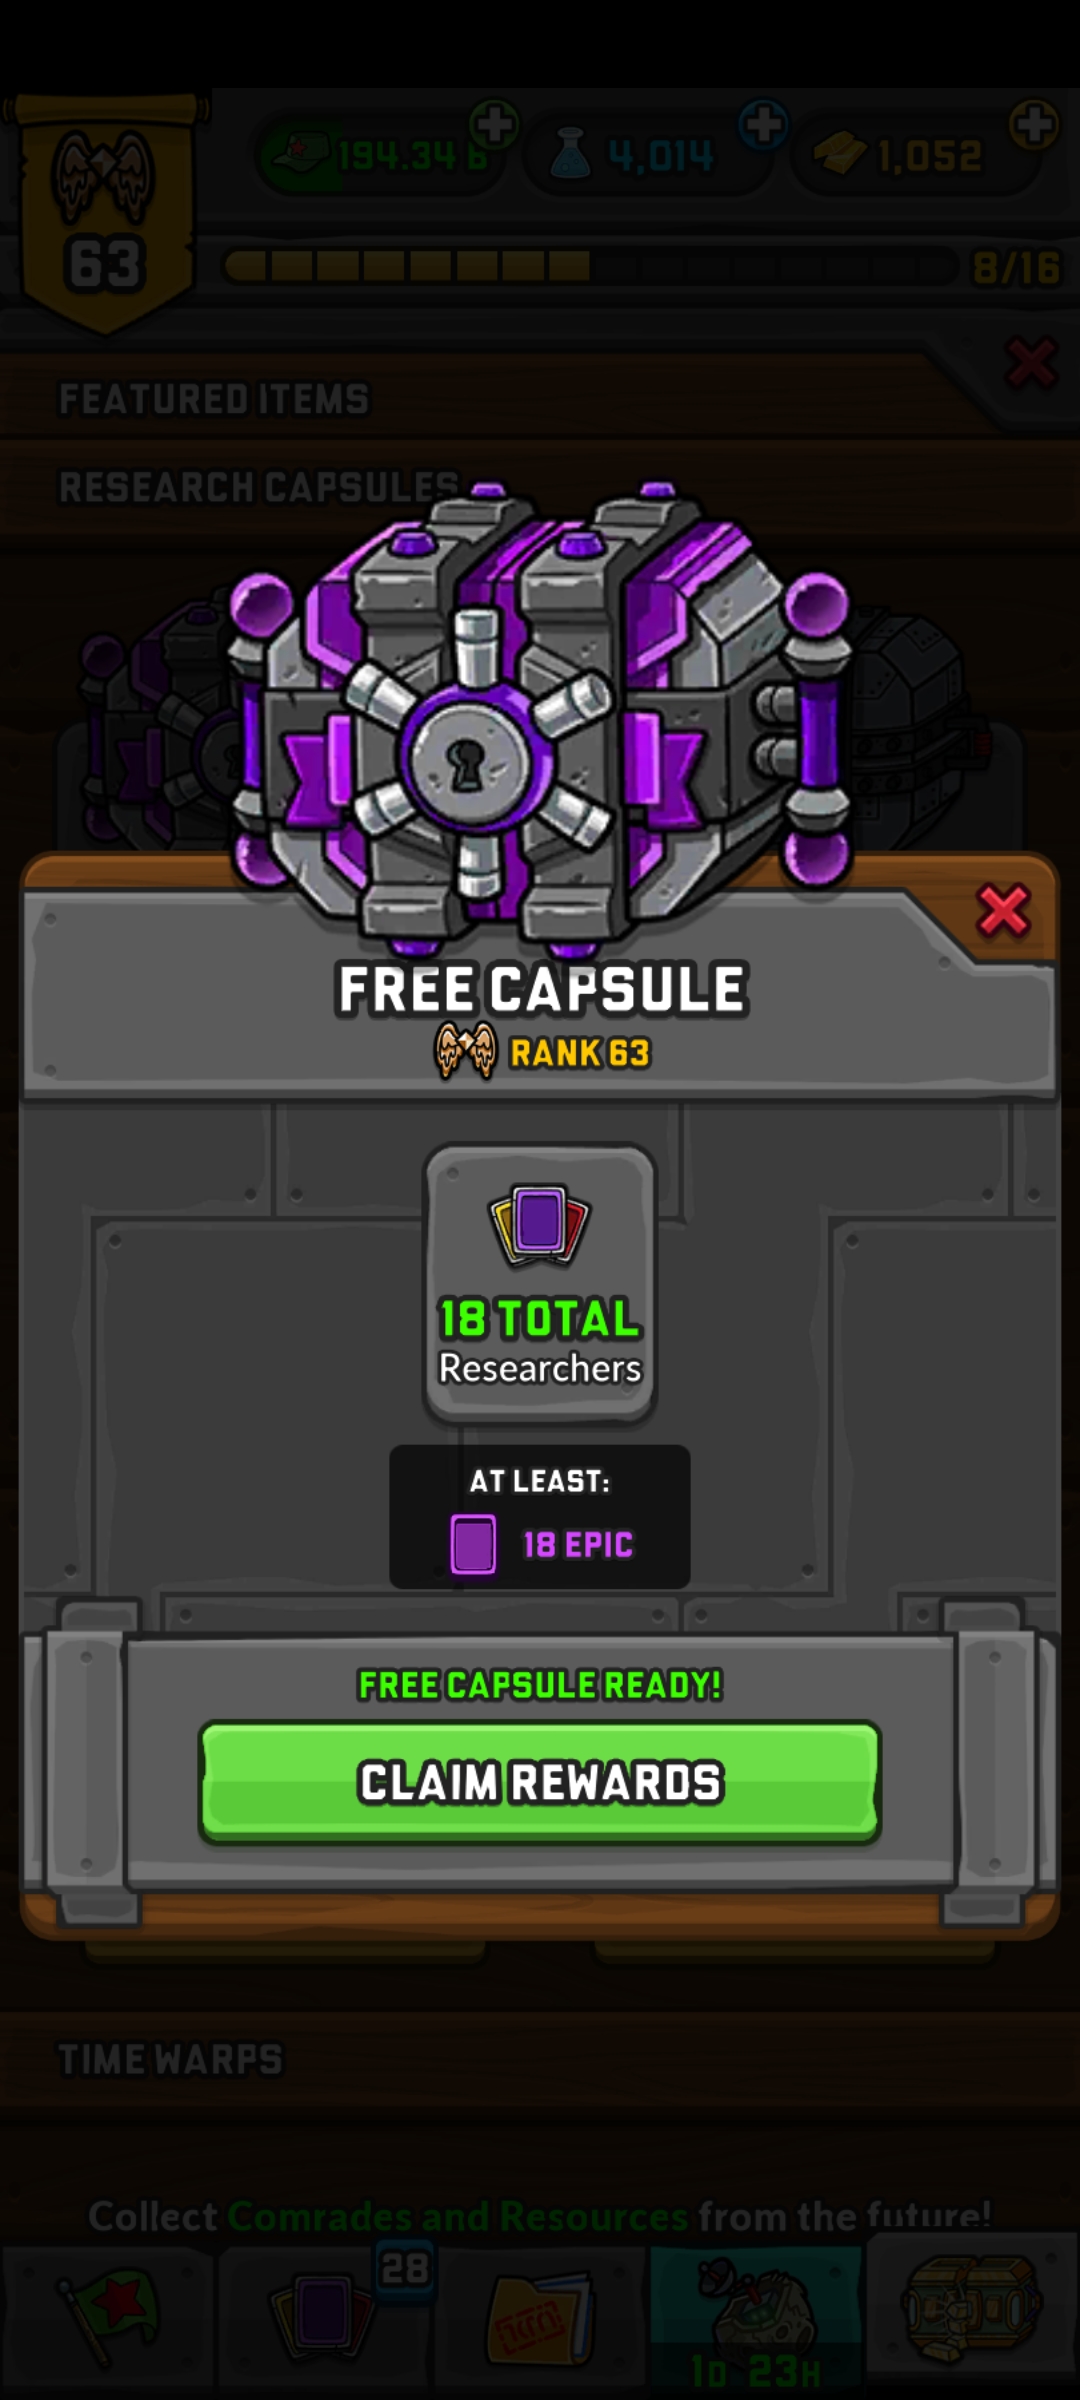 194.34 B
4,014
1,052
63
8/16
FEATURED ITEMS
RESEARCH CAPSULES
FREE CAPSULE
RANK 63
18 TOTAL
Researchers
AT LEAST:
18 EPIC
FREE CAPSULE READY!
CLAIM REWARDS
TIME WARPS
Collect Comrades and Resources from the future!
28
1D 23H